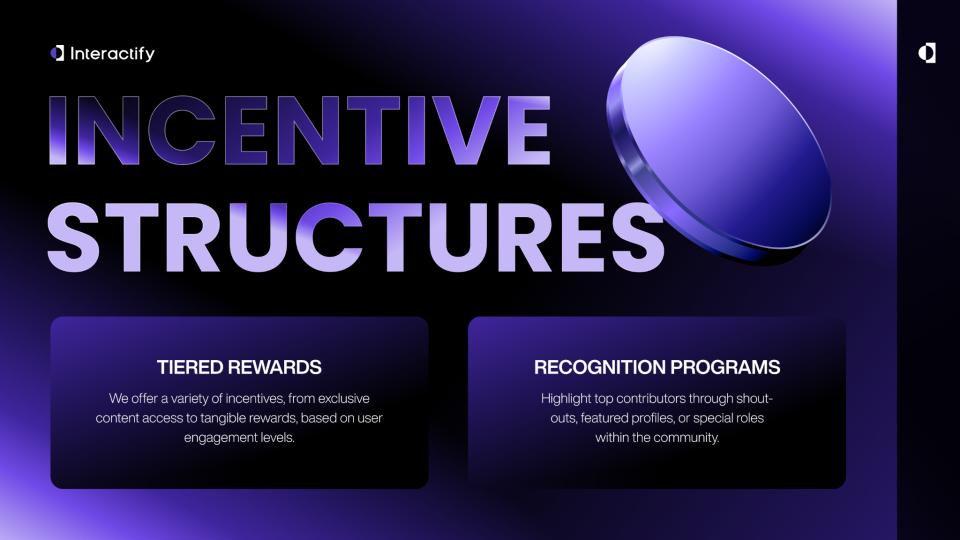 Interactify
INCENTIVE
STRUCTURES
TIERED REWARDS
We offer a variety of incentives, from exclusive
content access to tangible rewards, based on user
engagement levels.
RECOGNITION PROGRAMS
Highlight top contributors through shout-
outs, featured profiles, or special roles
within the community.